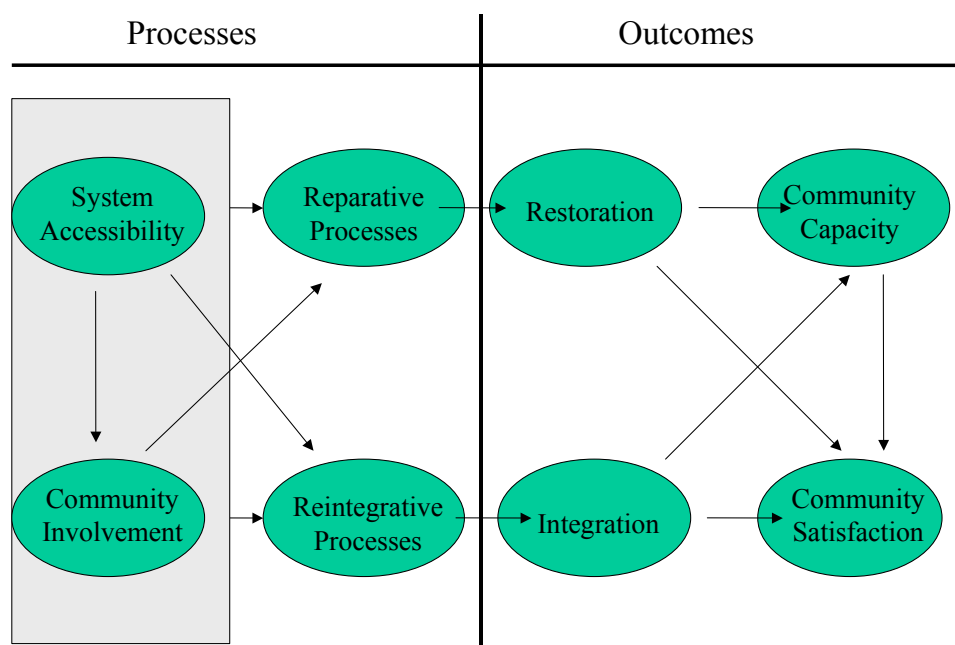 Processes
Outcomes
System
Accessibility
Reparative
Processes
Restoration
Community
Capacity
Community
Involvement
Reintegrative
Processes
Integration
Community
Satisfaction